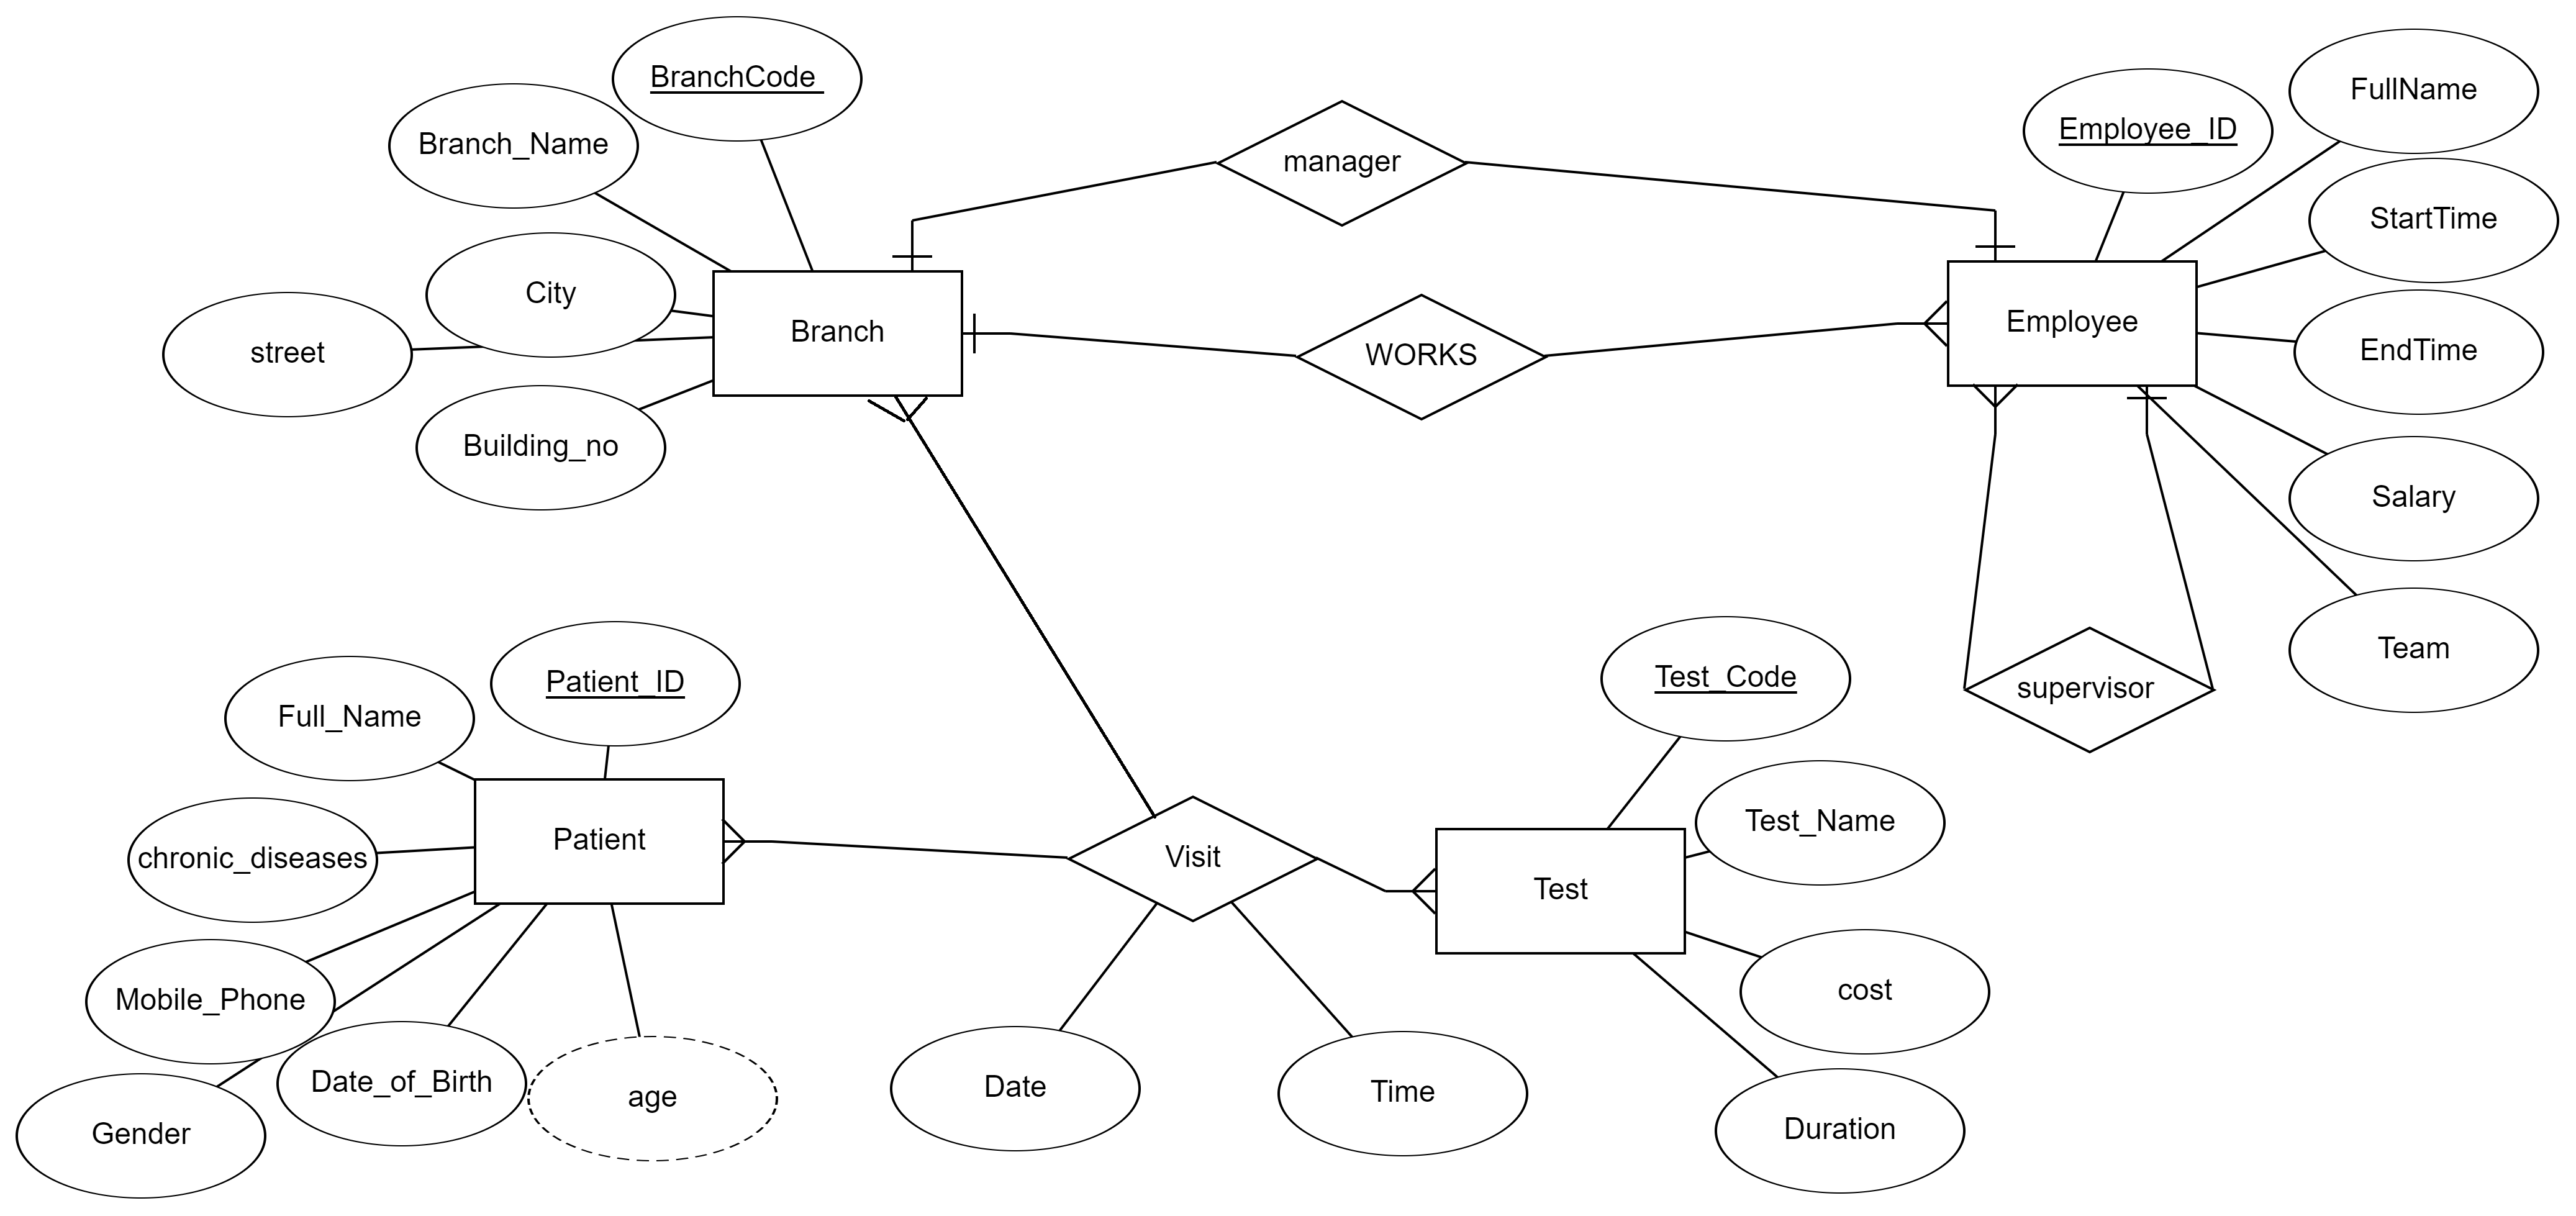 BranchCode
Branch_Name
City
street
Building_no
Branch
manager
WORKS
Employee_ID
FullName
StartTime
EndTime
Employee
Salary
Team
supervisor
Patient_ID
Full_Name
chronic_diseases
Patient
Mobile_Phone
Gender
Date_of_Birth
age
Visit
Date
Time
Test_Code
Test_Name
Test
cost
Duration